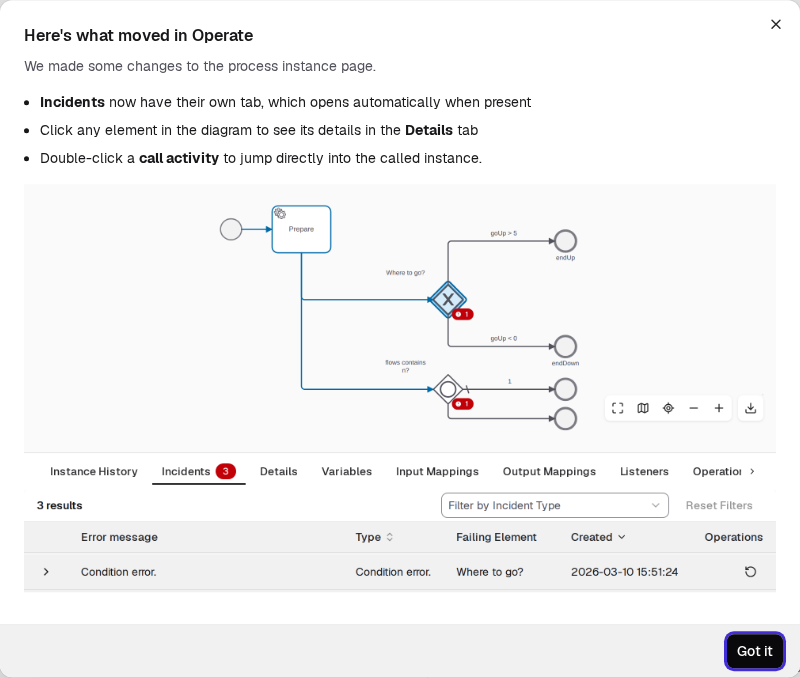 Here's what moved in Operate
We made some changes to the process instance page.
Incidents now have their own tab, which opens automatically when present
Click any element in the diagram to see its details in the Details tab
Double-click a call activity to jump directly into the called instance.
Prepare
goUp > 5
endUp
Where to go?
X
1
goUp < 0
endDown
flows contains
n?
1
1
Instance History Incidents 3 Details Variables Input Mappings Output Mappings Listeners Operation
3 results Filter by Incident Type Reset Filters
Error message Type Failing Element Created Operations
Condition error. Condition error. Where to go? 2026-03-10 15:51:24
Got it